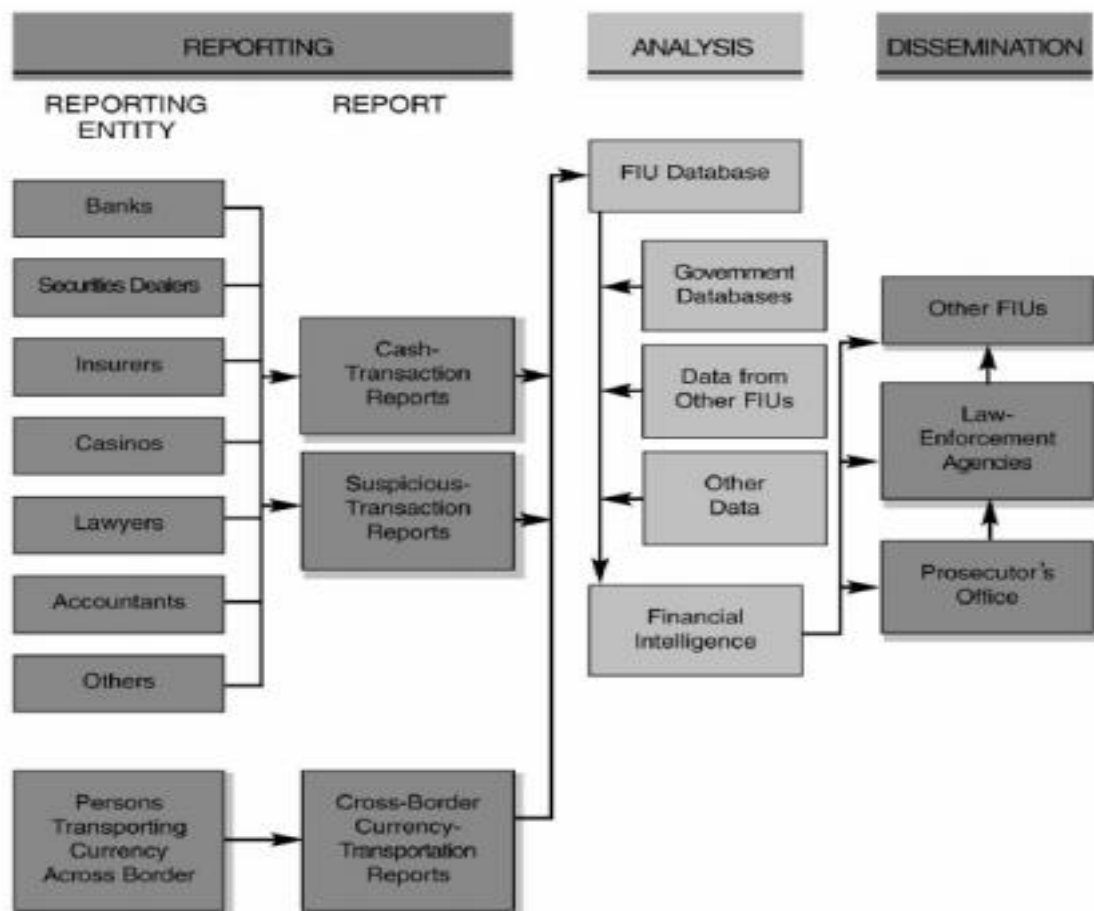 REPORTING
ANALYSIS
DISSEMINATION
REPORTING
ENTITY
REPORT
Banks
Securities Dealers
Insurers
Casinos
Lawyers
Accountants
Others
Persons
Transporting
Currency
Across Border
Cash-
Transaction
Reports
Suspicious-
Transaction
Reports
Cross-Border
Currency-
Transportation
Reports
FIU Database
Government
Databases
Data from
Other FIUs
Other
Data
Financial
Intelligence
Other FIUs
Law-
Enforcement
Agencies
Prosecutor's
Office